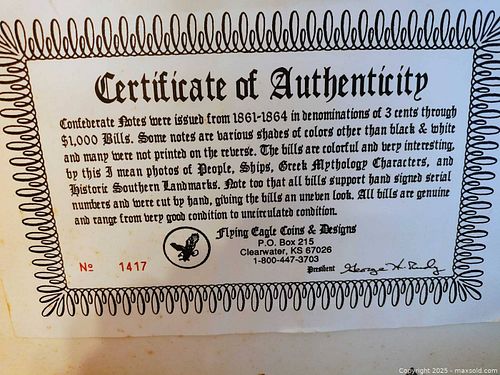 Certificate of Authenticity
Confederate Notes were issued from 1861-1864 in denominations of 3 cents through
$1,000 Bills. Some notes are various shades of colors other than black & white
and many were not printed on the reverse. The bills are colorful and very interesting,
by this I mean photos of People, Ships, Greek Mythology Characters, and
Historic Southern Landmarks. Note too that all bills support hand signed serial
numbers and were cut by hand, giving the bills an uneven look. All bills are genuine
and range from very good condition to uncirculated condition.
Flying Eagle Coins & Designs
P.O. Box 215
Clearwater, KS 67026
1-800-447-3703
Nº 1417
President George H.
Copyright 2025 - maxsold.com